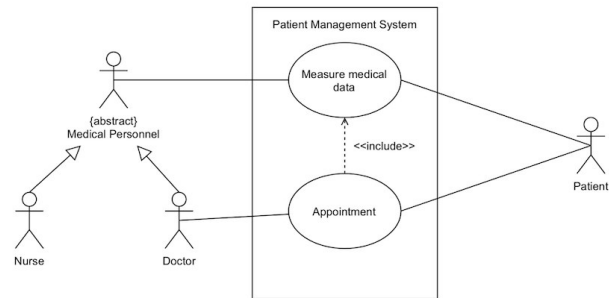 Patient Management System
Measure medical
data
{abstract}
Medical Personnel
<<include>>
Patient
Appointment
Nurse
Doctor